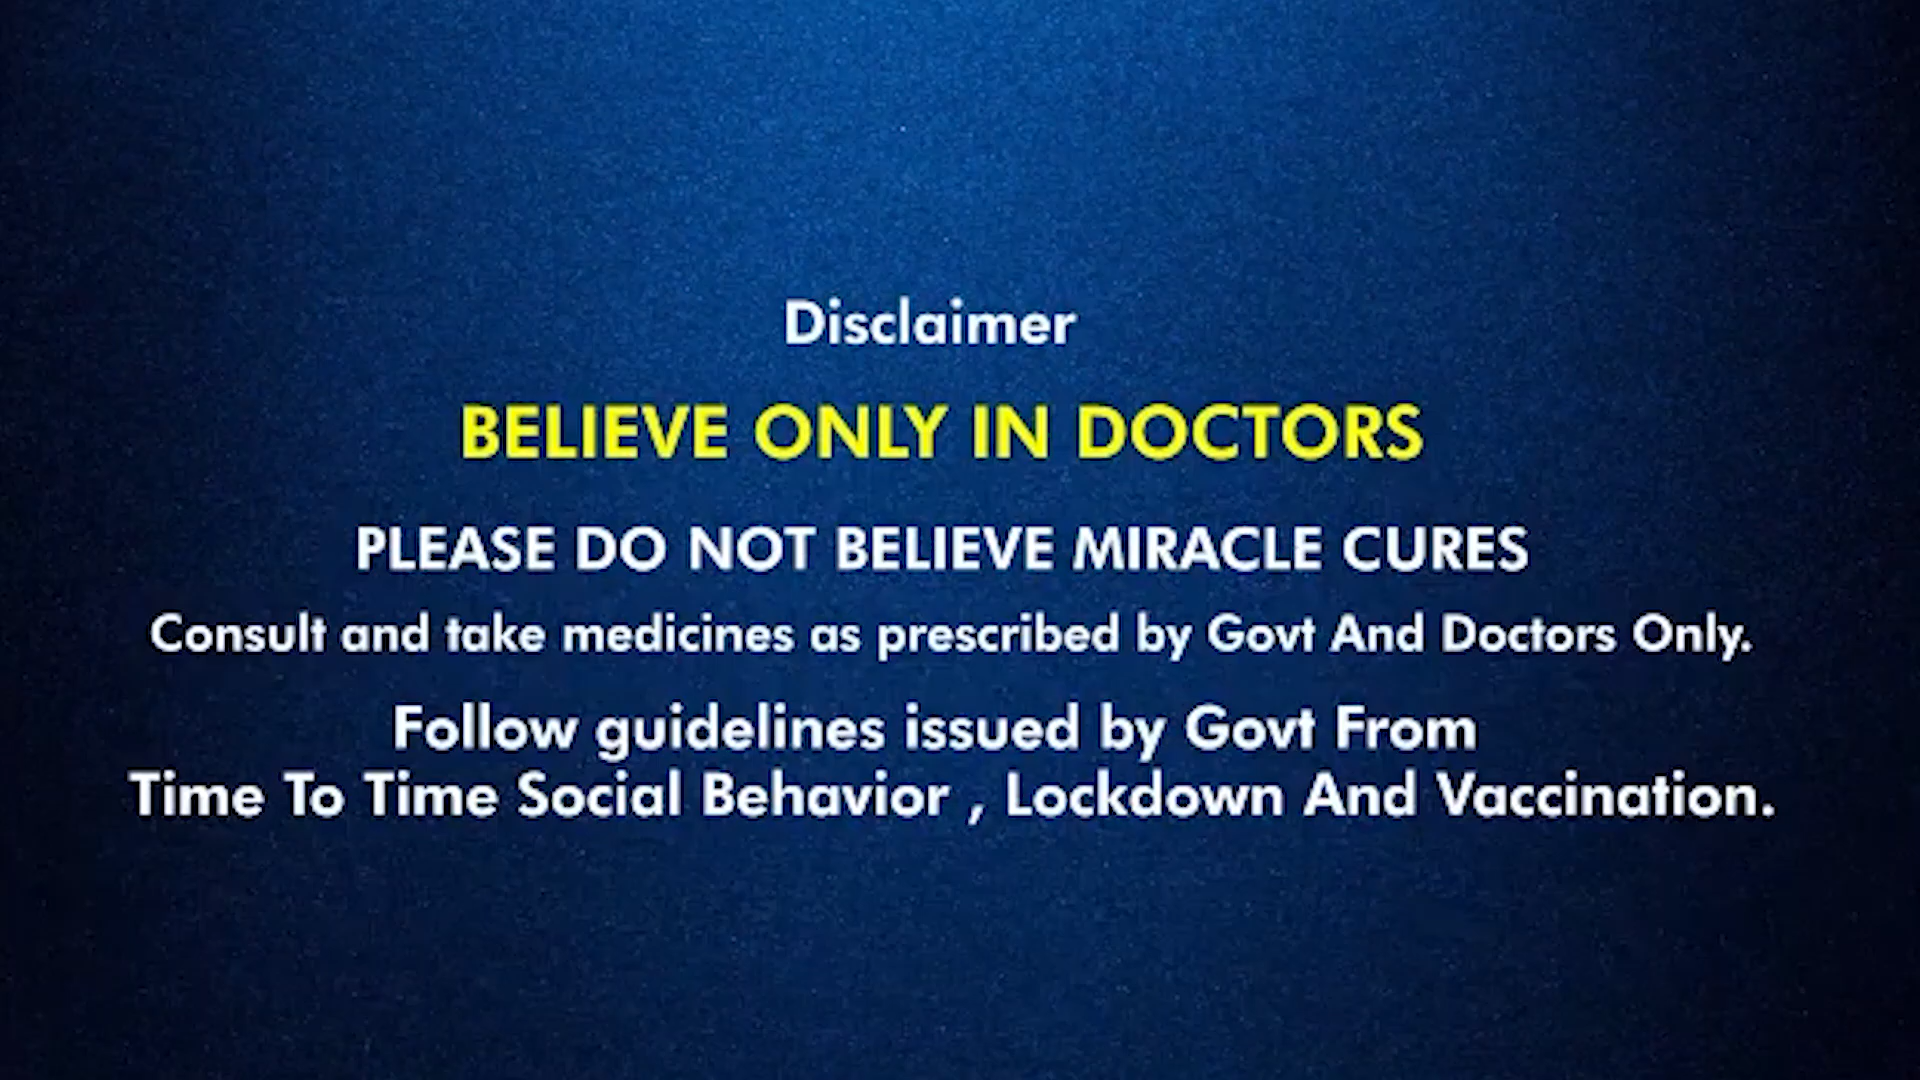 Disclaimer
BELIEVE ONLY IN DOCTORS
PLEASE DO NOT BELIEVE MIRACLE CURES
Consult and take medicines as prescribed by Govt And Doctors Only.
Follow guidelines issued by Govt From
Time To Time Social Behavior , Lockdown And Vaccination.